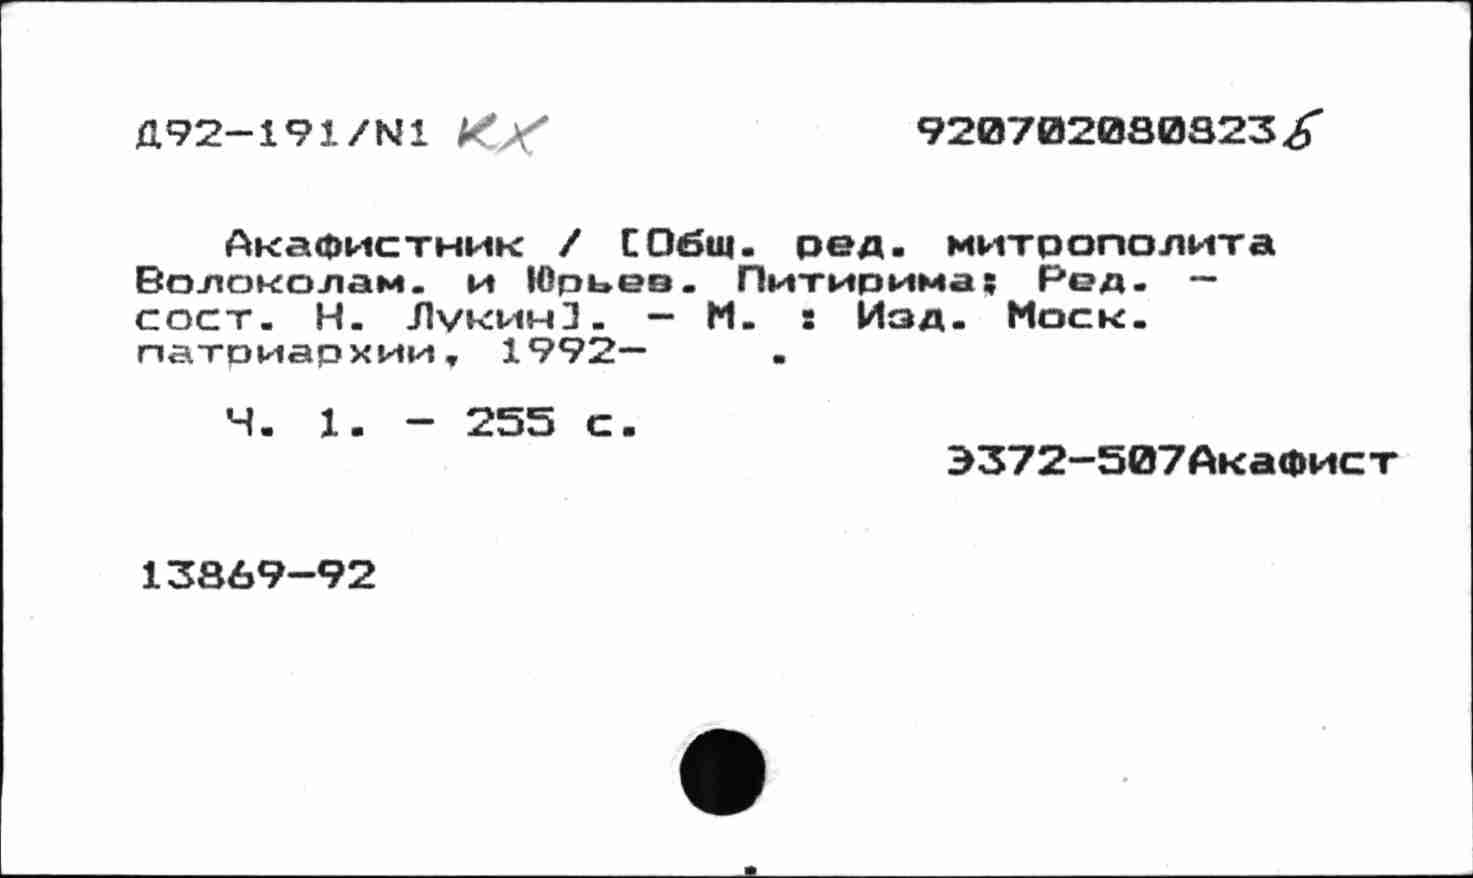 Д92-191/N1 КХ 920702080823б
Акафистник / [Общ. ред. митрополита
Волоколам. и Юрьев. Питирима; Ред. -
сост. Н. Лукин]. - М. : Изд. Моск.
патриархии, 1992- .
Ч. 1. - 255 с.
Э372-507Акафист
13869-92